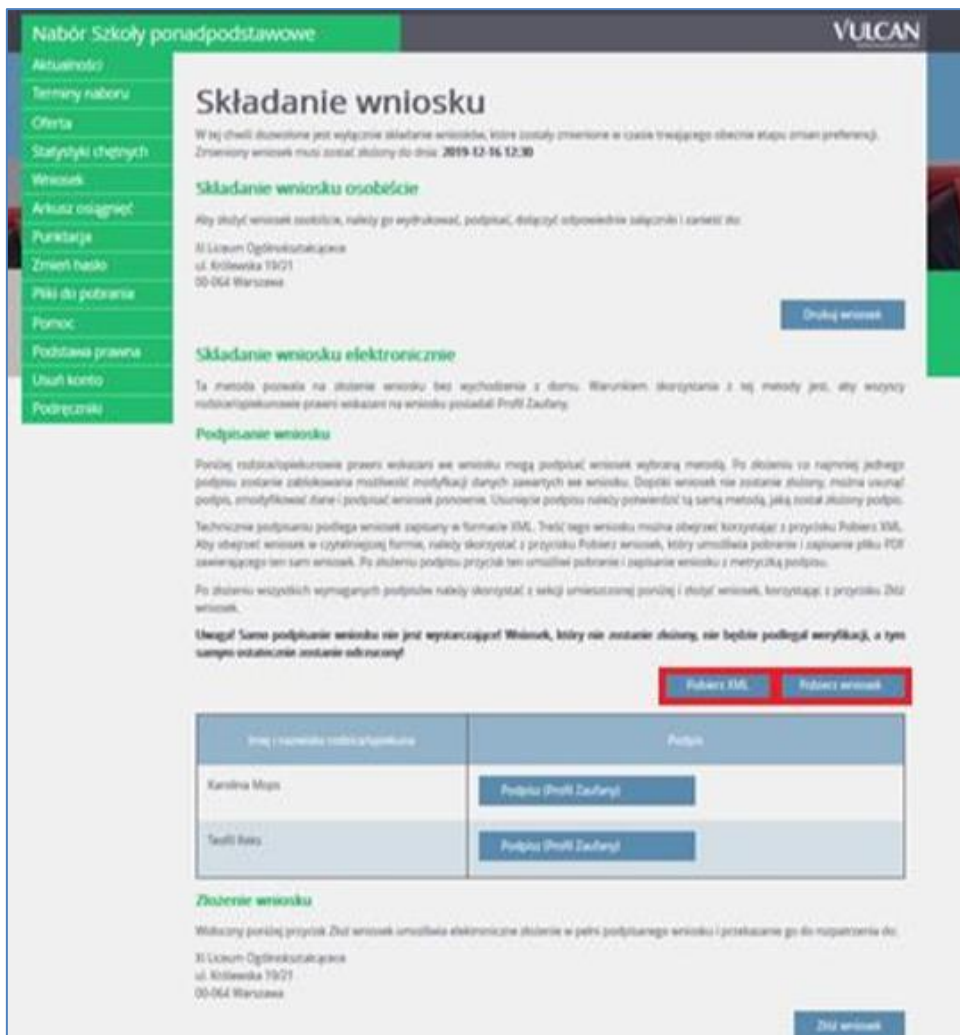 Nabór Szkoły ponadpodstawowe
VULCAN
Aktualności
Terminy naboru
Oferta
Statystyki chętnych
Wniosek
Arkusz osiągnięć
Punktacja
Zmień hasło
Pliki do pobrania
Pomoc
Podstawa prawna
Usuń konto
Podręczniki
Składanie wniosku
W tej chwili dozwolone jest wyłącznie składanie wniosków, które zostały zmienione w czasie trwającego obecnie etapu zmian preferencji.
Zmieniony wniosek musi zostać złożony do dnia: 2019-12-16 12:30
Składanie wniosku osobiście
Aby złożyć wniosek osobiście, należy go wydrukować, podpisać, dołączyć odpowiednie załączniki i zanieść do:
XI Liceum Ogólnokształcące
ul. Królewska 19/21
00-064 Warszawa
Drukuj wniosek
Składanie wniosku elektronicznie
Ta metoda pozwala na złożenie wniosku bez wychodzenia z domu. Warunkiem skorzystania z tej metody jest, aby wszyscy
rodzice/opiekunowie prawni wskazani na wniosku posiadali Profil Zaufany.
Podpisanie wniosku
Poniżej rodzice/opiekunowie prawni wskazani we wniosku mogą podpisać wniosek wybraną metodą. Po złożeniu co najmniej jednego
podpisu zostanie zablokowana możliwość modyfikacji danych zawartych we wniosku. Dopóki wniosek nie zostanie złożony, można usunąć
podpis, zmodyfikować dane i podpisać wniosek ponownie. Usunięcie podpisu należy potwierdzić tą samą metodą, jaką został złożony podpis.
Technicznie podpisaniu podlega wniosek zapisany w formacie XML. Treść tego wniosku można obejrzeć korzystając z przycisku Pobierz XML.
Aby obejrzeć wniosek w czytelniejszej formie, należy skorzystać z przycisku Pobierz wniosek, który umożliwia pobranie i zapisanie pliku PDF
zawierającego ten sam wniosek. Po złożeniu podpisu przycisk ten umożliwi pobranie i zapisanie wniosku z metryczką podpisu.
Po złożeniu wszystkich wymaganych podpisów należy skorzystać z sekcji umieszczonej poniżej i złożyć wniosek, korzystając z przycisku Złóż
wniosek.
Uwaga! Samo podpisanie wniosku nie jest wystarczające! Wniosek, który nie zostanie złożony, nie będzie podlegał weryfikacji, a tym
samym ostatecznie zostanie odrzucony!
Pobierz XML
Pobierz wniosek
Imię i nazwisko rodzica/opiekuna
Podpis
Karolina Mops
Podpisz (Profil Zaufany)
Teofil
Podpisz (Profil Zaufany)
Złożenie wniosku
Widoczny poniżej przycisk Złóż wniosek umożliwia elektroniczne złożenie w pełni podpisanego wniosku i przekazanie go do rozpatrzenia do:
XI Liceum Ogólnokształcące
ul. Królewska 19/21
00-064 Warszawa
Złóż wniosek